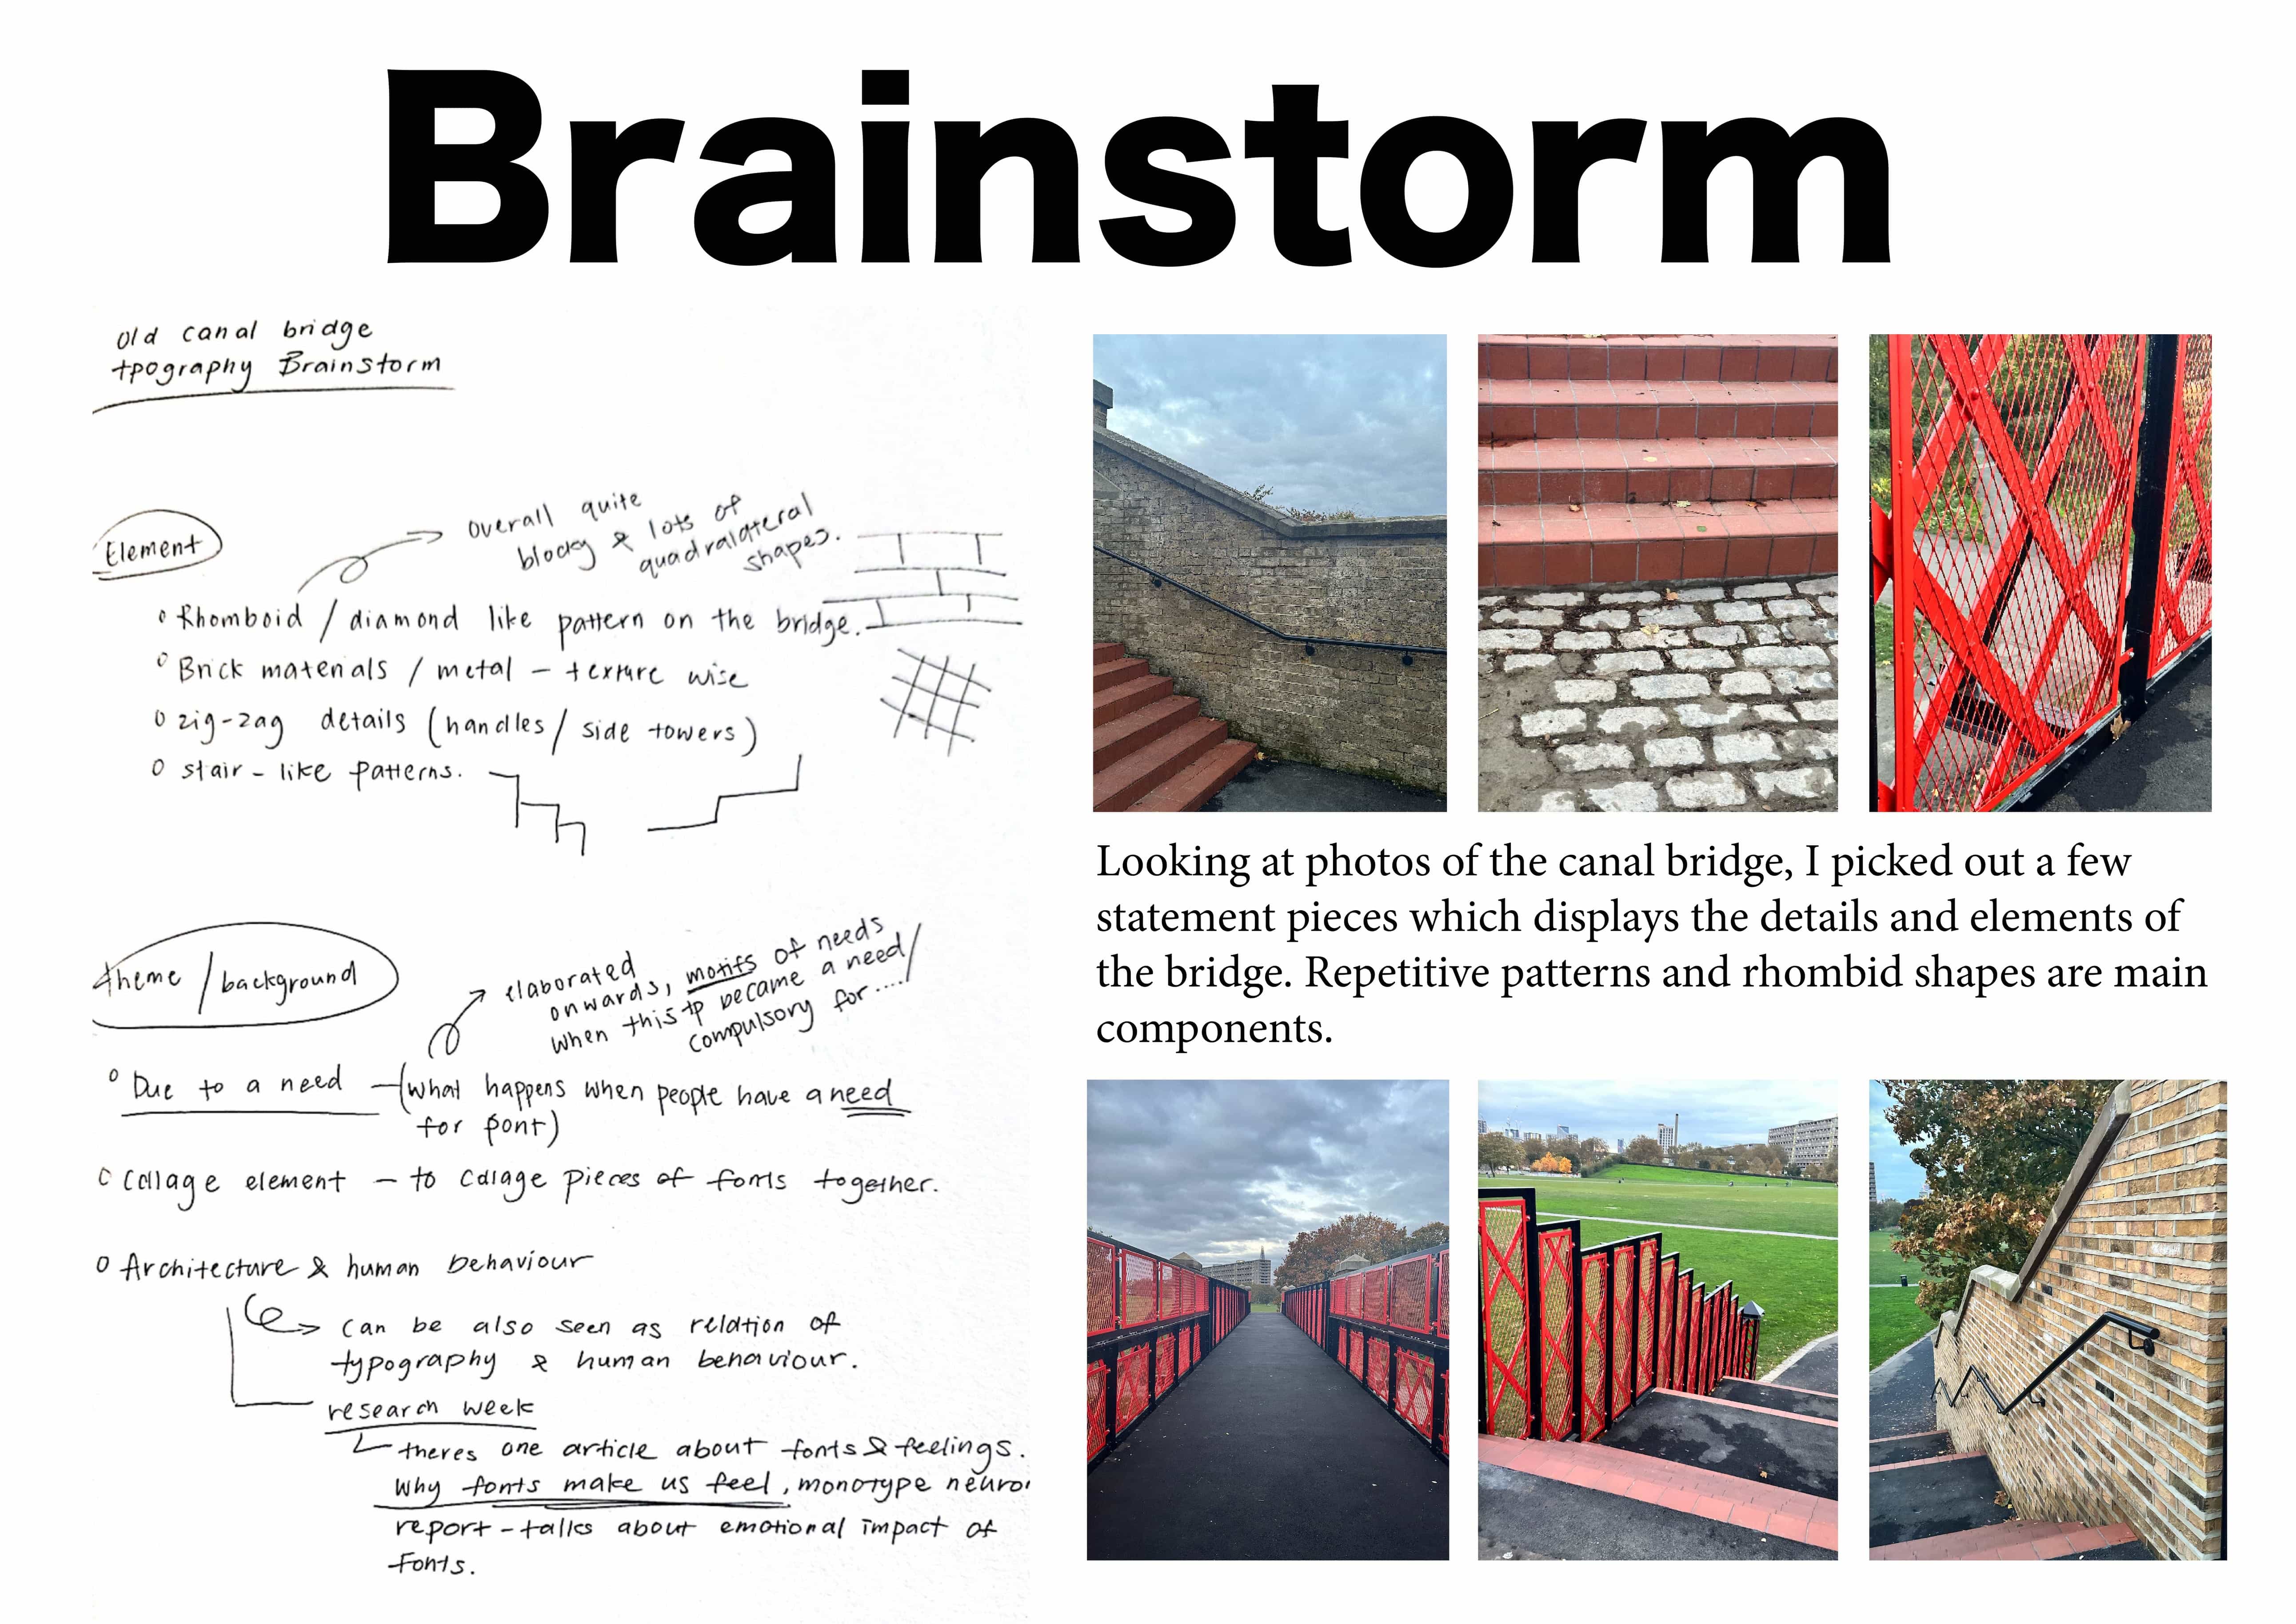 Brainstorm
old canal bridge
tpography Brainstorm
Element
overall quite
blocky & lots of
quadralateral
shapes.
Rhomboid / diamond like pattern on the bridge.
Brick materials / metal - texture wise
zig-zag details (handles / side towers)
stair - like patterns.
theme / background
elaborated
onwards, motifs of needs
when this tp became a need /
compulsory for ..../
Due to a need - (what happens when people have a need
for font)
Collage element - to collage pieces of fonts together.
Architecture & human behaviour
can be also seen as relation of
typography & human behaviour.
research week
theres one article about fonts & feelings.
Why fonts make us feel, monotype neuro
report - talks about emotional impact of
fonts.
Looking at photos of the canal bridge, I picked out a few
statement pieces which displays the details and elements of
the bridge. Repetitive patterns and rhombid shapes are main
components.